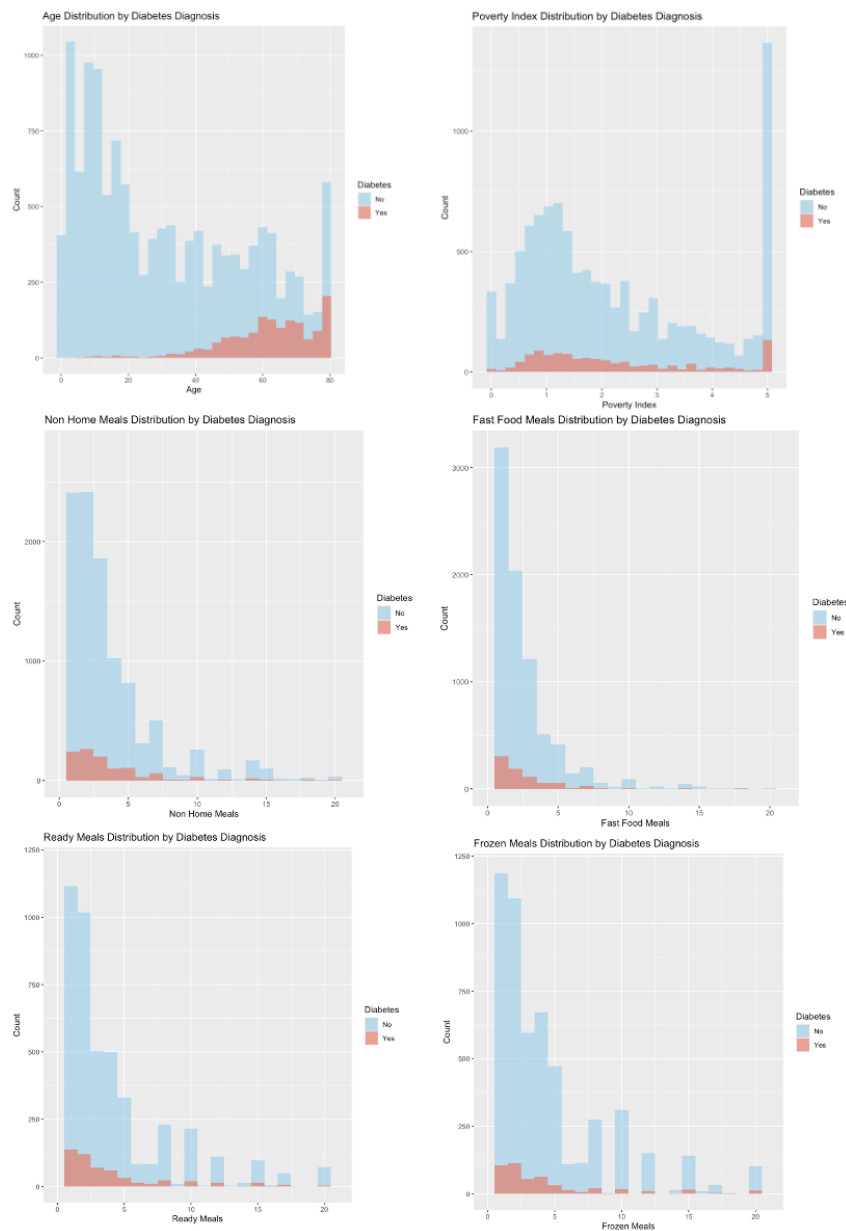 Age Distribution by Diabetes Diagnosis
1000
750
500
250
0
Count
0 20 40 60 80
Age
Diabetes
No
Yes
Poverty Index Distribution by Diabetes Diagnosis
1000
500
0
Count
0 1 2 3 4 5
Poverty Index
Diabetes
No
Yes
Non Home Meals Distribution by Diabetes Diagnosis
2000
1000
0
Count
0 5 10 15 20
Non Home Meals
Diabetes
No
Yes
Fast Food Meals Distribution by Diabetes Diagnosis
3000
2000
1000
0
Count
0 5 10 15 20
Fast Food Meals
Diabetes
No
Yes
Ready Meals Distribution by Diabetes Diagnosis
1250
1000
750
500
250
0
Count
0 5 10 15 20
Ready Meals
Diabetes
No
Yes
Frozen Meals Distribution by Diabetes Diagnosis
1250
1000
750
500
250
0
Count
0 5 10 15 20
Frozen Meals
Diabetes
No
Yes